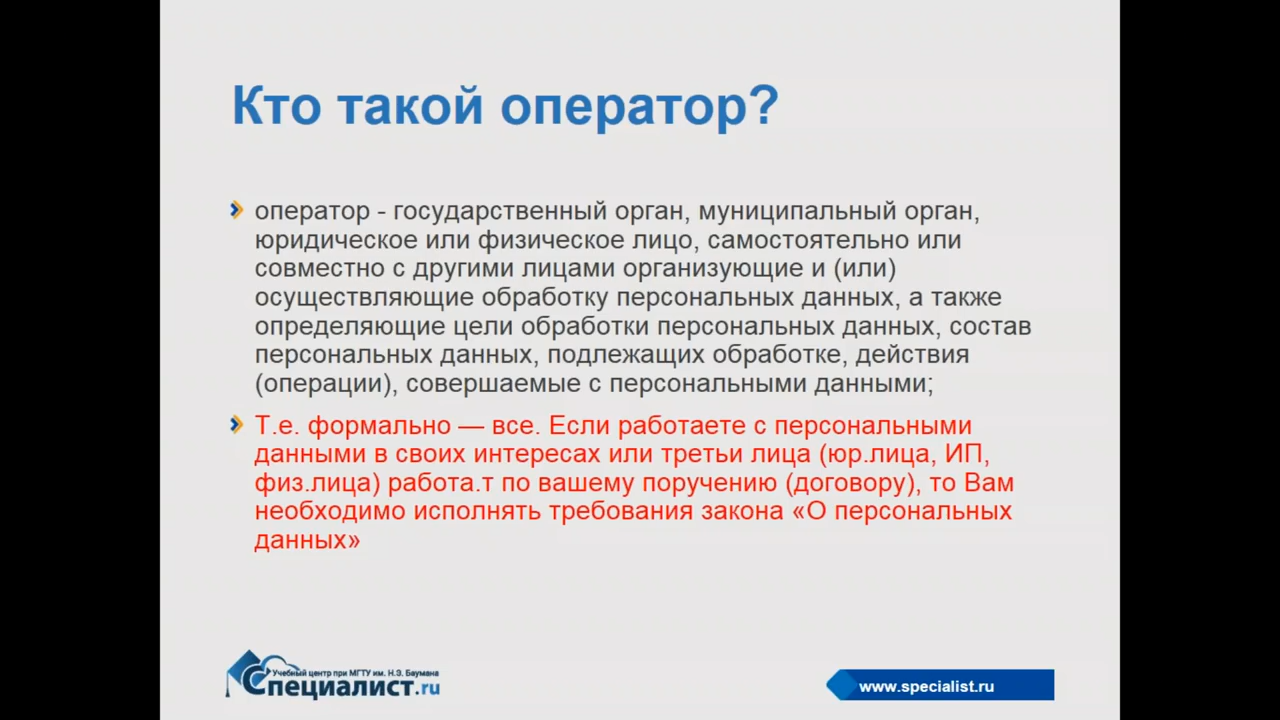 Кто такой оператор?
оператор - государственный орган, муниципальный орган,
юридическое или физическое лицо, самостоятельно или
совместно с другими лицами организующие и (или)
осуществляющие обработку персональных данных, а также
определяющие цели обработки персональных данных, состав
персональных данных, подлежащих обработке, действия
(операции), совершаемые с персональными данными;
Т.е. формально — все. Если работаете с персональными
данными в своих интересах или третьи лица (юр.лица, ИП,
физ.лица) работа.т по вашему поручению (договору), то Вам
необходимо исполнять требования закона «О персональных
данных»
Учебный центр при МГТУ им. Н.Э. Баумана
Специалист.ru
www.specialist.ru